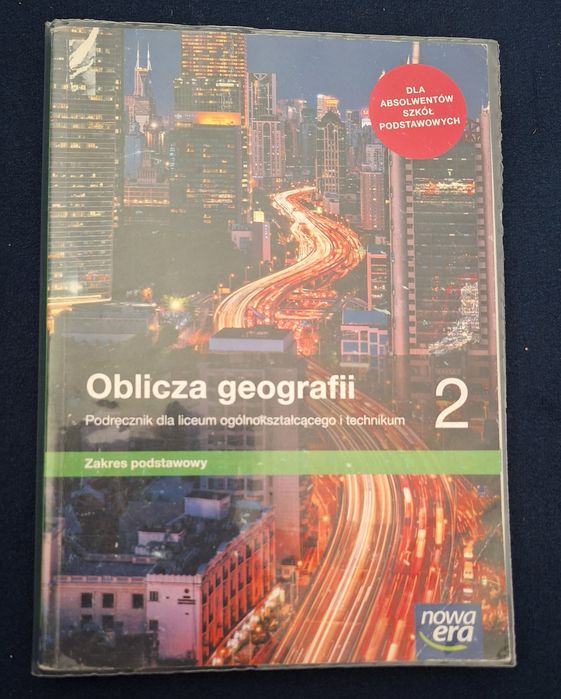 DLA
ABSOLWENTÓW
SZKÓŁ
PODSTAWOWYCH
Oblicza geografii
2
Podręcznik dla liceum ogólnokształcącego i technikum
Zakres podstawowy
nowa
era